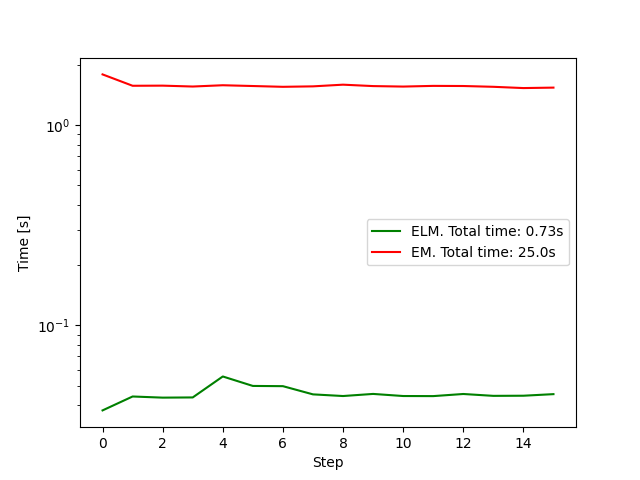 10⁰
10⁻¹
Time [s]
ELM. Total time: 0.73s
EM. Total time: 25.0s
0 2 4 6 8 10 12 14
Step